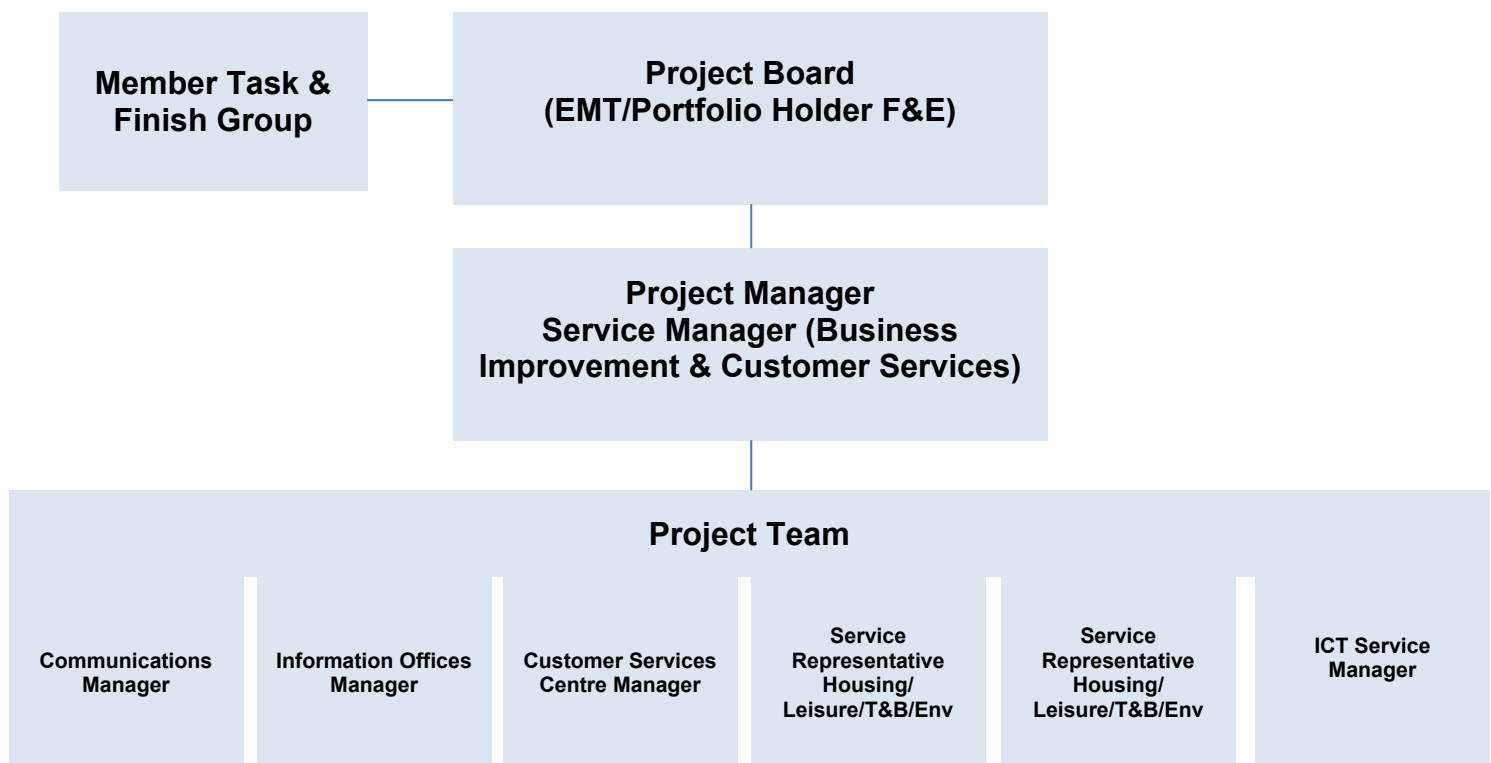 Member Task &
Finish Group
Project Board
(EMT/Portfolio Holder F&E)
Project Manager
Service Manager (Business
Improvement & Customer Services)
Project Team
Communications
Manager
Information Offices
Manager
Customer Services
Centre Manager
Service
Representative
Housing/
Leisure/T&B/Env
Service
Representative
Housing/
Leisure/T&B/Env
ICT Service
Manager